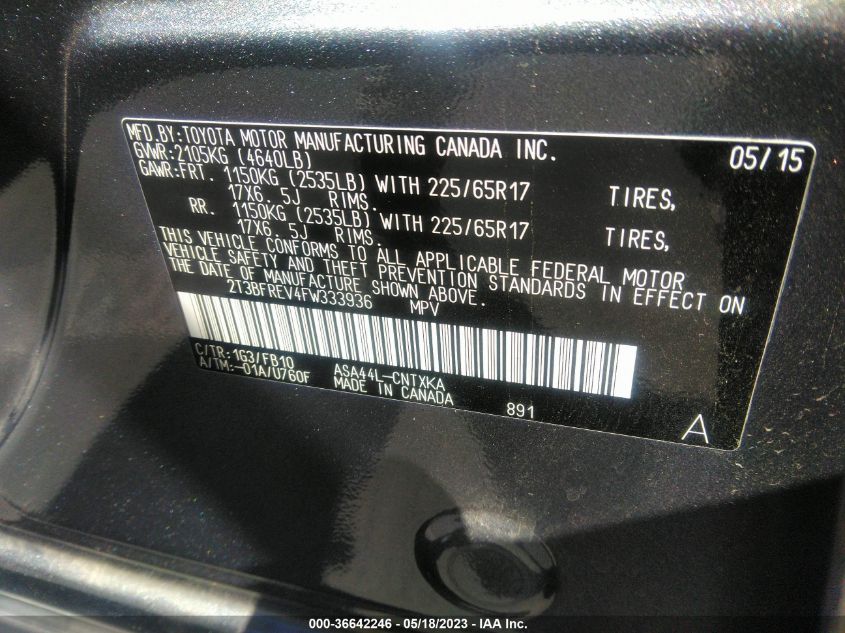 MFD.BY:TOYOTA MOTOR MANUFACTURING CANADA INC. 05/15
GVWR:2105KG (4640LB)
GAWR:FRT. 1150KG (2535LB) WITH 225/65R17 TIRES,
17X6.5J RIMS.
RR. 1150KG (2535LB) WITH 225/65R17 TIRES,
17X6.5J RIMS.
THIS VEHICLE CONFORMS TO ALL APPLICABLE FEDERAL MOTOR
VEHICLE SAFETY AND THEFT PREVENTION STANDARDS IN EFFECT ON
THE DATE OF MANUFACTURE SHOWN ABOVE.
2T3BFREV4FW333936 MPV
C/TR:1G3/FB10 ASA44L-CNTXKA
A/TM:-01A/U760F MADE IN CANADA 891 A
000-36642246 - 05/18/2023 - IAA Inc.